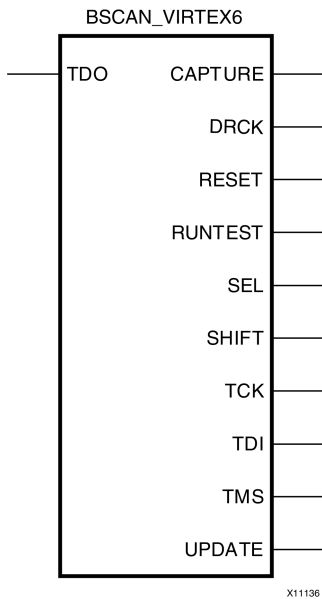 BSCAN_VIRTEX6
TDO CAPTURE
DRCK
RESET
RUNTEST
SEL
SHIFT
TCK
TDI
TMS
UPDATE
X11136